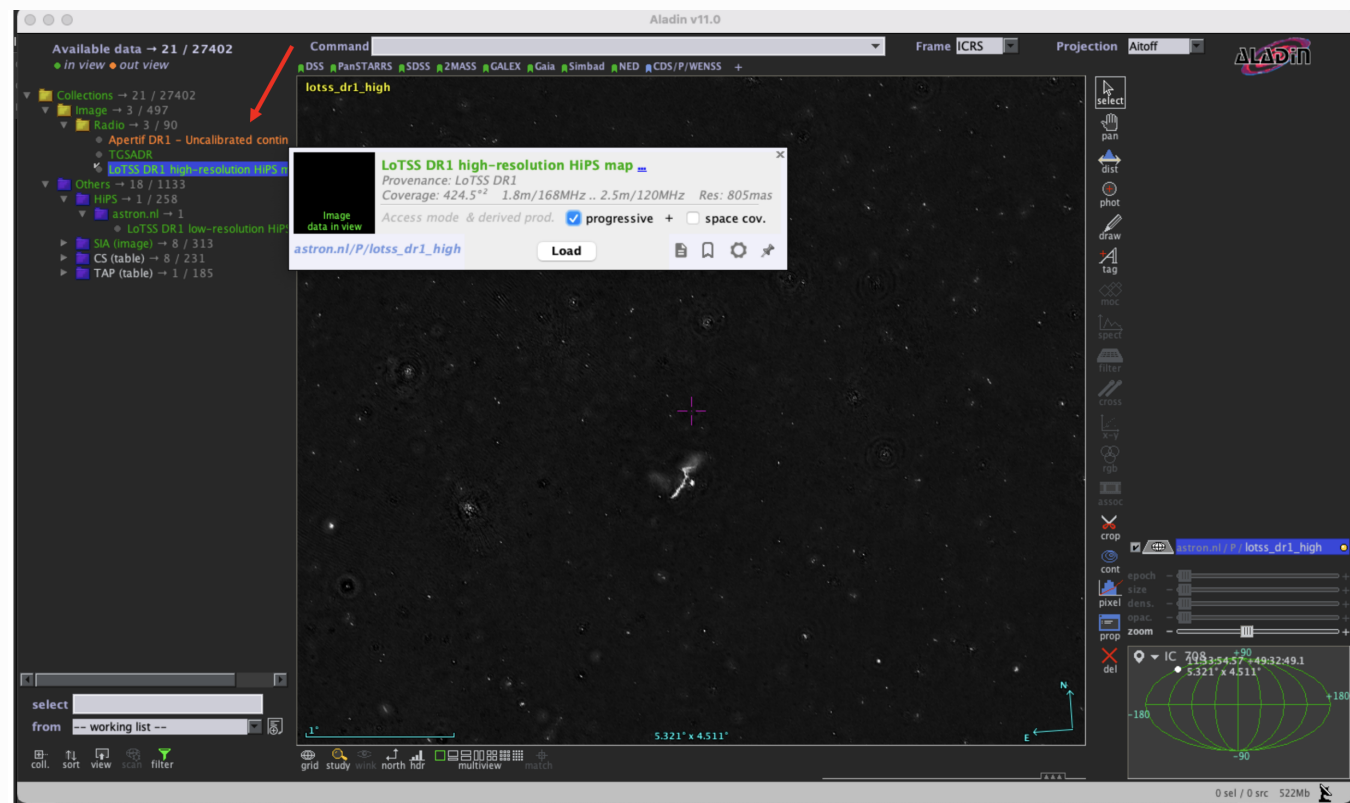 Aladin v11.0
Available data → 21 / 27402
in view out view
Command
Frame ICRS
Projection Aitoff
ALADIN
DSS PanSTARRS SDSS 2MASS GALEX Gaia Simbad NED CDS/P/WENSS +
Collections → 21 / 27402
Image → 3 / 497
Radio → 3 / 90
Apertif DR1 – Uncalibrated contin
TGSADR
LoTSS DR1 high-resolution HiPS m
Others → 18 / 1133
HiPS → 1 / 258
astron.nl → 1
LoTSS DR1 low-resolution HiPS
SIA (image) → 8 / 313
CS (table) → 8 / 231
TAP (table) → 1 / 185
lotss_dr1_high
LoTSS DR1 high-resolution HiPS map ...
Provenance: LoTSS DR1
Coverage: 424.5°² 1.8m/168MHz .. 2.5m/120MHz Res: 805mas
Image
data in view
Access mode & derived prod. progressive + space cov.
astron.nl/P/lotss_dr1_high
Load
select
pan
dist
phot
draw
tag
moc
spect
filter
cross
x-y
rgb
assoc
crop
cont
pixel
prop
del
astron.nl / P / lotss_dr1_high
epoch
size
dens.
opac.
zoom
IC 708
11:33:54.57 +49:32:49.1
5.321° x 4.511°
+90
+180
-180
-90
N
E
1°
5.321° x 4.511°
select
from -- working list --
coll. sort view scan filter
grid study wink north hdr multiview match
0 sel / 0 src 522Mb